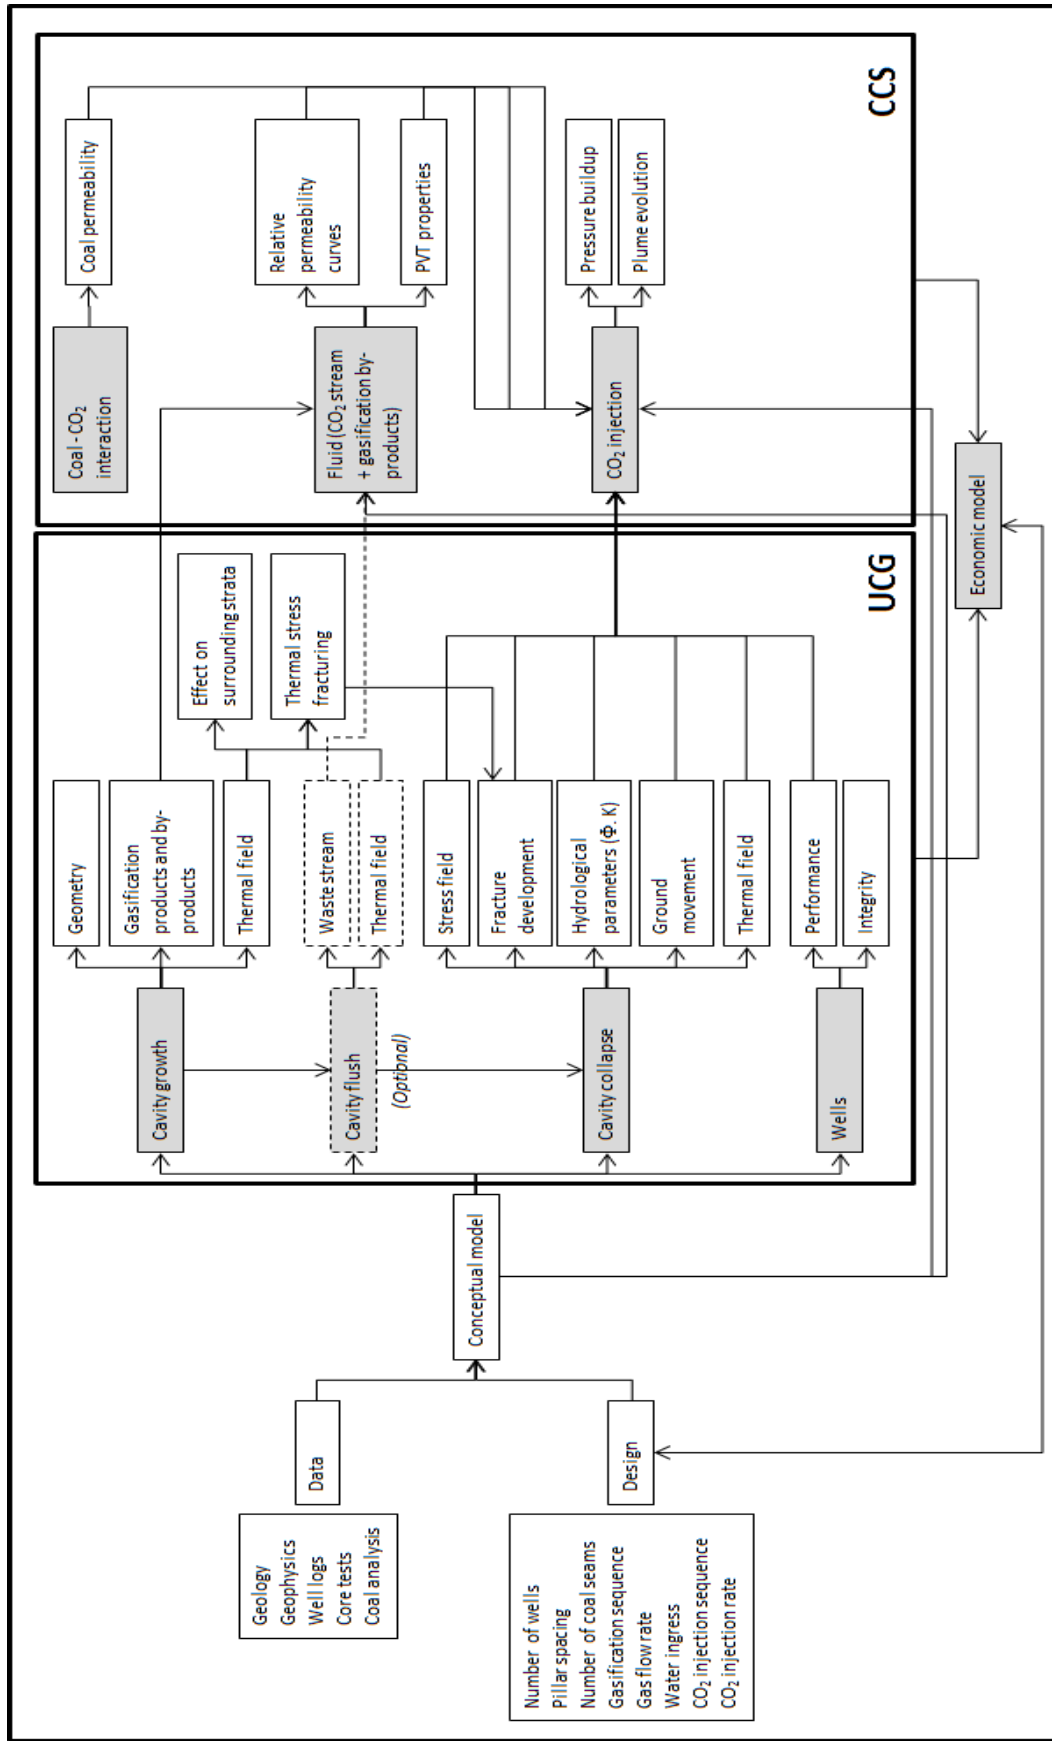 Geology
Geophysics
Well logs
Core tests
Coal analysis
Data
Number of wells
Pillar spacing
Number of coal seams
Gasification sequence
Gas flow rate
Water ingress
CO₂ injection sequence
CO₂ injection rate
Design
Conceptual model
Cavity growth
Cavity flush
(Optional)
Cavity collapse
Wells
Geometry
Gasification
products and by-
products
Thermal field
Waste stream
Thermal field
Stress field
Fracture
development
Hydrological
parameters (Φ. K)
Ground
movement
Thermal field
Performance
Integrity
Effect on
surrounding strata
Thermal stress
fracturing
UCG
Coal - CO₂
interaction
Fluid (CO₂ stream
+ gasification by-
products)
CO₂ injection
Coal permeability
Relative
permeability
curves
PVT properties
Pressure buildup
Plume evolution
CCS
Economic model